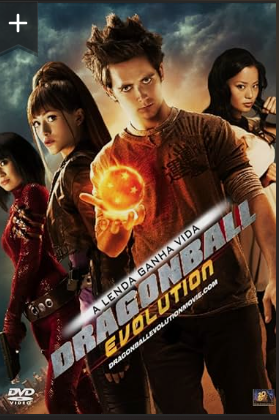 A LENDA GANHA VIDA
DRAGONBALL
EVOLUTION
DRAGONBALLEVOLUTIONMOVIE.COM
DVD
VIDEO